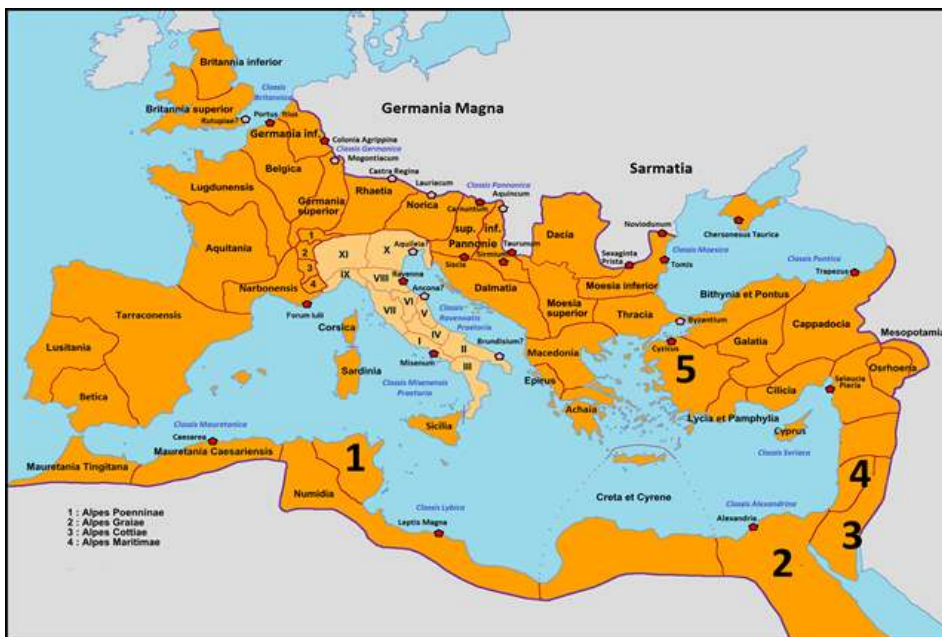 Britannia inferior
Classis
Britannica
Germania Magna
Britannia superior
Portus Itius
Rutupiae?
Germania inf.
Colonia Agrippina
Classis Germanica
Mogontiacum
Belgica
Sarmatia
Castra Regina
Lauriacum
Classis Pannonica
Aquincum
Lugdunensis
Rhaetia
Germania
superior
Norica
Carnuntum
sup.
inf.
Pannonie
Dacia
Noviodunum
Chersonesus Taurica
1
2
3
4
XI
X
Aquileia?
Taurunum
Siscia
Sirmium
Sexaginta
Prista
Classis Moesica
Tomis
Classis Pontica
Trapezus
Aquitania
IX
VIII
Ravenna
Ancona?
Dalmatia
Moesia inferior
Narbonensis
Forum Iulii
VII
VI
V
Classis
Ravennatis
Praetoria
Moesia
superior
Bithynia et Pontus
Tarraconensis
Corsica
IV
I
II
III
Brundisium?
Thracia
Byzantium
Cappadocia
Mesopotamia
Lusitania
Misenum
Macedonia
Cyzicus
Galatia
Osrhoena
5
Sardinia
Classis Misenensis
Praetoria
Epirus
Cilicia
Seleucia
Pieria
Betica
Achaia
Lycia et Pamphylia
Sicilia
Cyprus
Classis Mauretanica
Caesarea
Mauretania Caesariensis
Classis Syriaca
Mauretania Tingitana
1
4
Numidia
Creta et Cyrene
Classis Lybica
Leptis Magna
Classis Alexandrina
Alexandria
3
2
1 : Alpes Poenninae
2 : Alpes Graiae
3 : Alpes Cottiae
4 : Alpes Maritimae